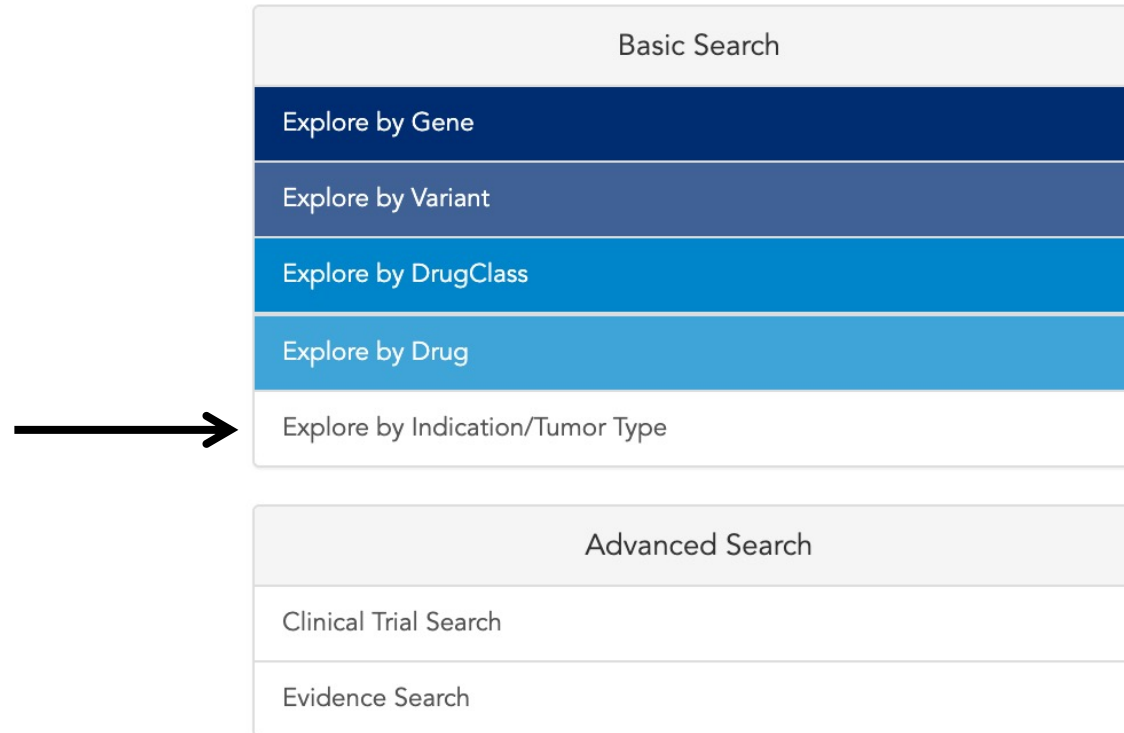 Basic Search
Explore by Gene
Explore by Variant
Explore by DrugClass
Explore by Drug
Explore by Indication/Tumor Type
Advanced Search
Clinical Trial Search
Evidence Search